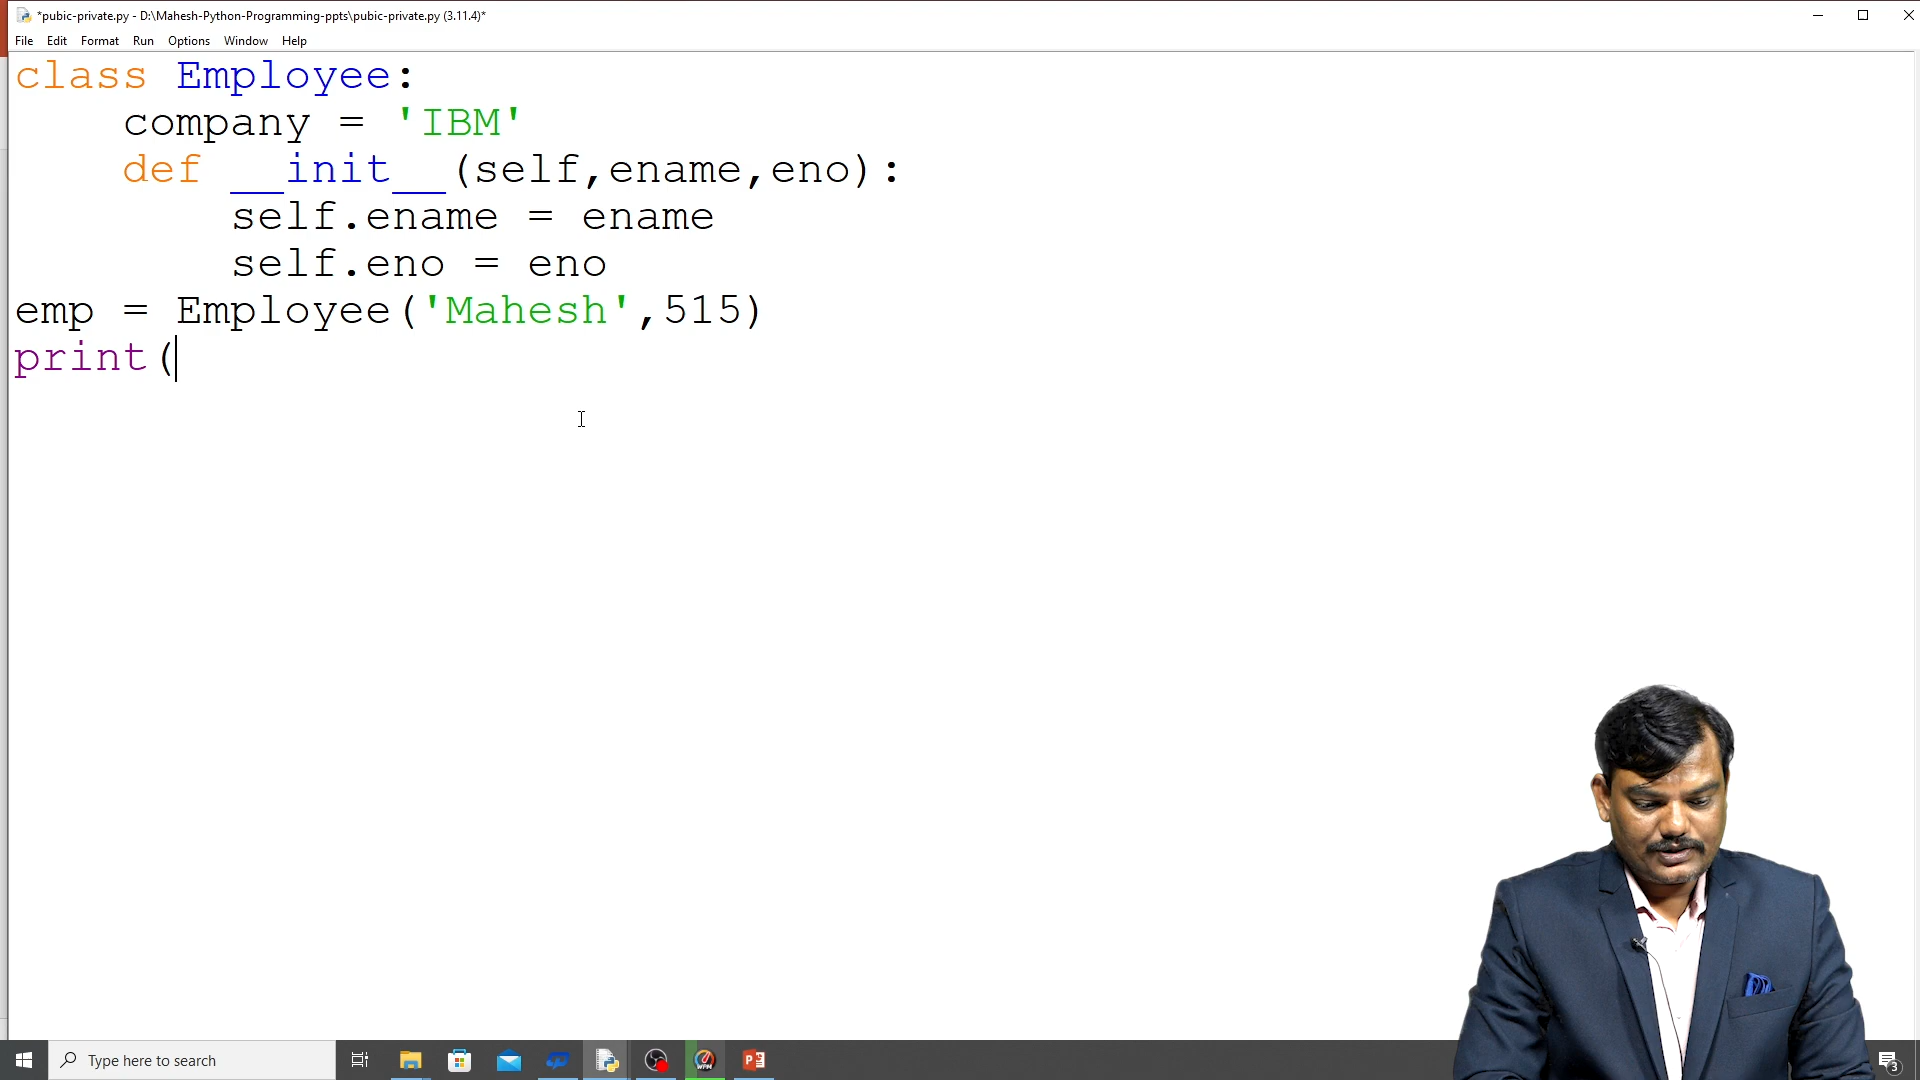 *pubic-private.py - D:\Mahesh-Python-Programming-ppts\pubic-private.py (3.11.4)*
File Edit Format Run Options Window Help
class Employee:
    company = 'IBM'
    def __init__(self,ename,eno):
        self.ename = ename
        self.eno = eno
emp = Employee('Mahesh',515)
print(
Type here to search
WPM
3